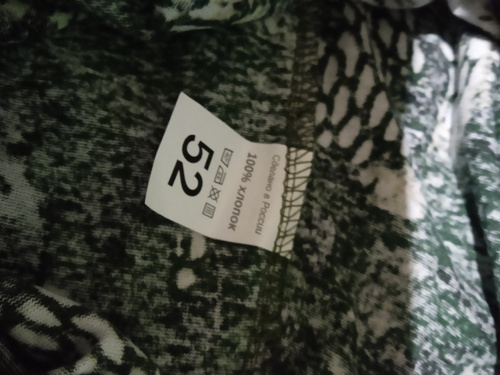 Сделано в России
100% хлопок
52